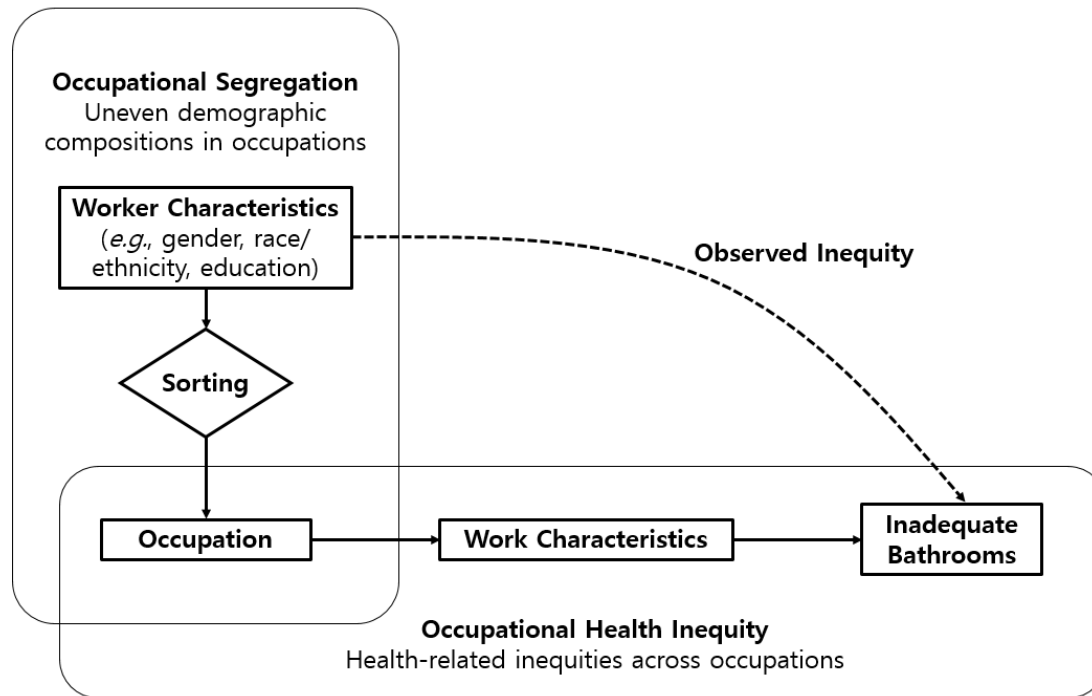 Occupational Segregation
Uneven demographic
compositions in occupations
Worker Characteristics
(e.g., gender, race/
ethnicity, education)
Observed Inequity
Sorting
Occupation
Work Characteristics
Inadequate
Bathrooms
Occupational Health Inequity
Health-related inequities across occupations